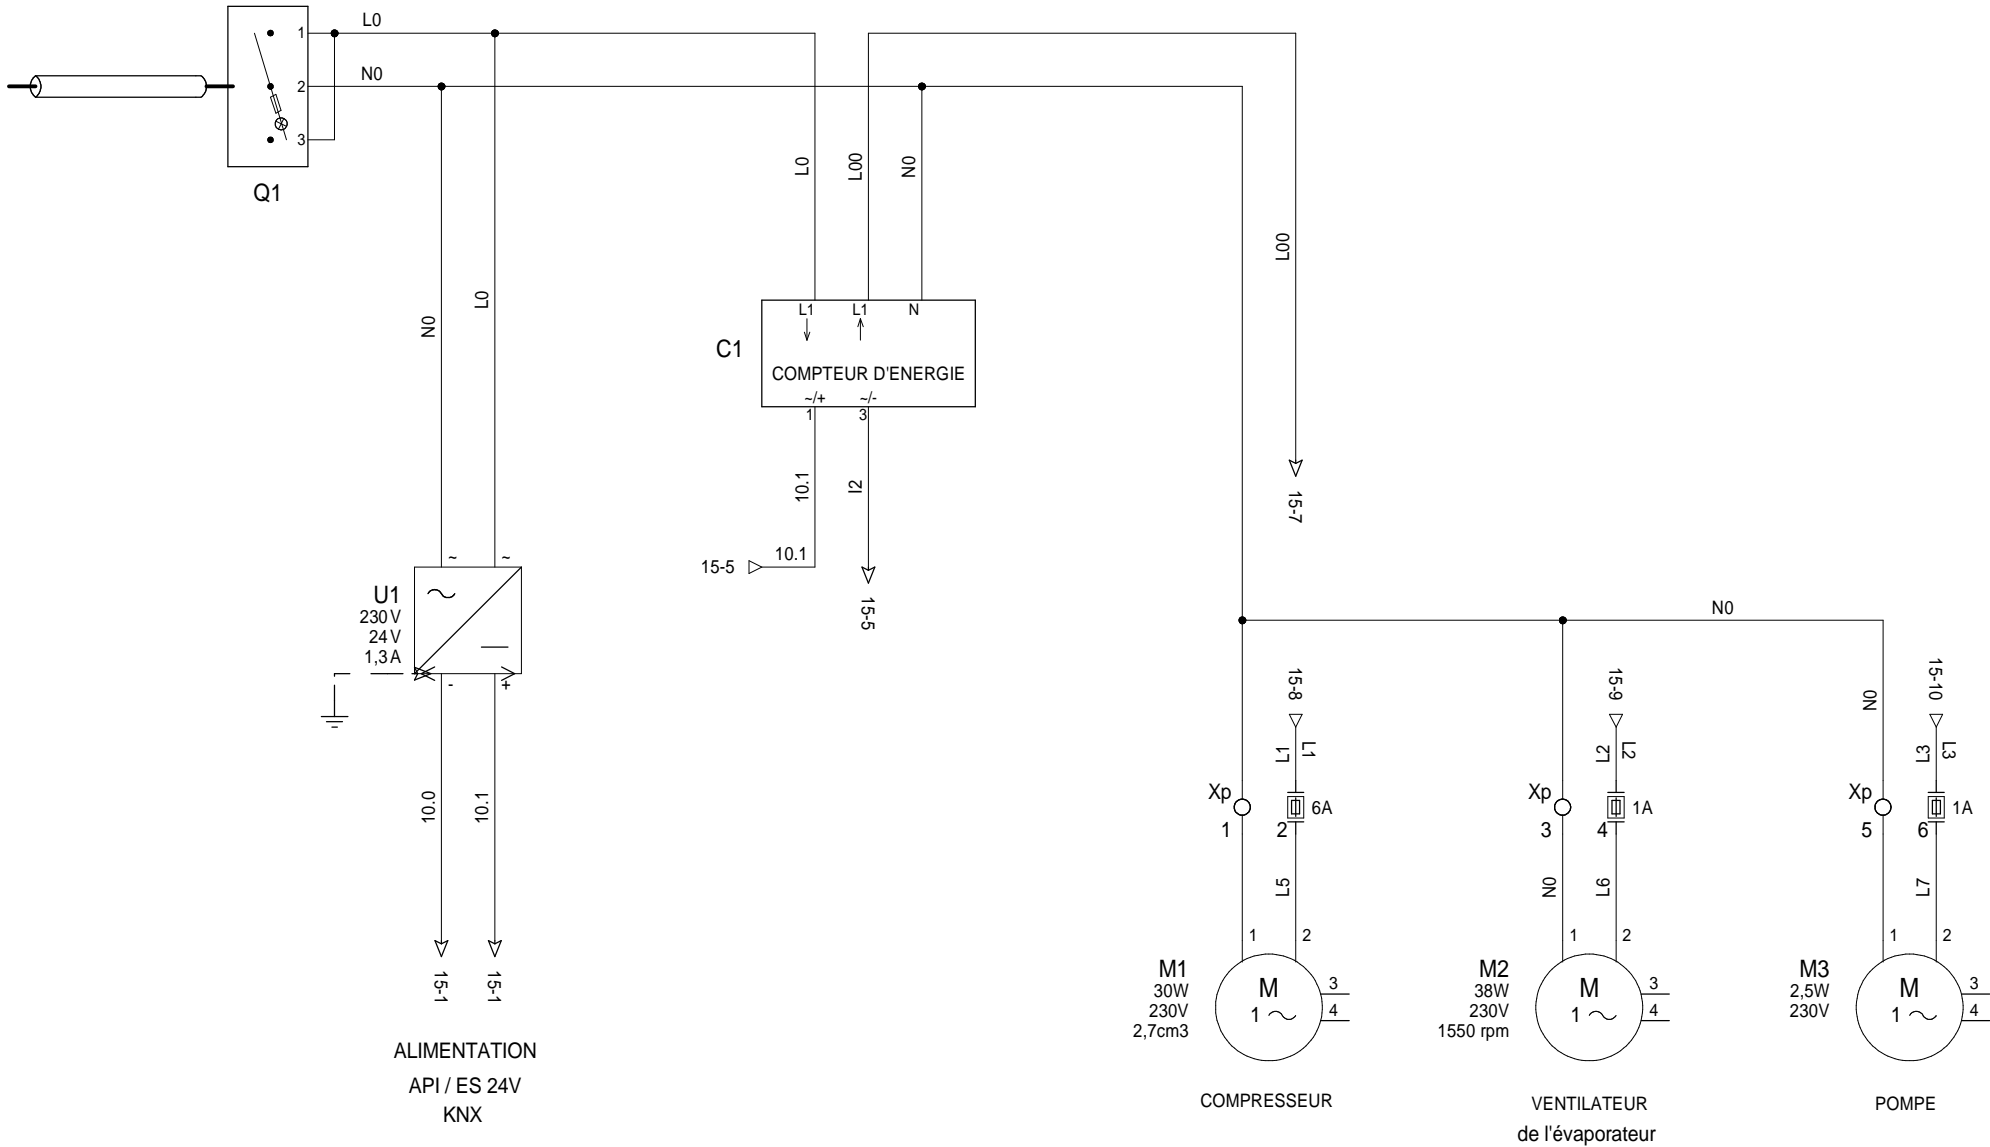 L0
1
N0
2
3
Q1
L0
L00
N0
L00
N0
L0
L1
L1
N
C1
COMPTEUR D'ENERGIE
~/+
~/-
1
3
10.1
I2
15-7
15-5
10.1
15-5
~
~
U1
230 V
24 V
1,3 A
-
+
N0
15-8
15-9
15-10
N0
L1
L1
L2
L2
L3
L3
10.0
10.1
Xp
6A
1
2
Xp
1A
3
4
Xp
1A
5
6
L5
N0
L6
L7
15-1
15-1
1
2
M1
30W
230V
2,7cm3
M
1
3
4
1
2
M2
38W
230V
1550 rpm
M
1
3
4
1
2
M3
2,5W
230V
M
1
3
4
ALIMENTATION
API / ES 24V
KNX
COMPRESSEUR
VENTILATEUR
de l'évaporateur
POMPE